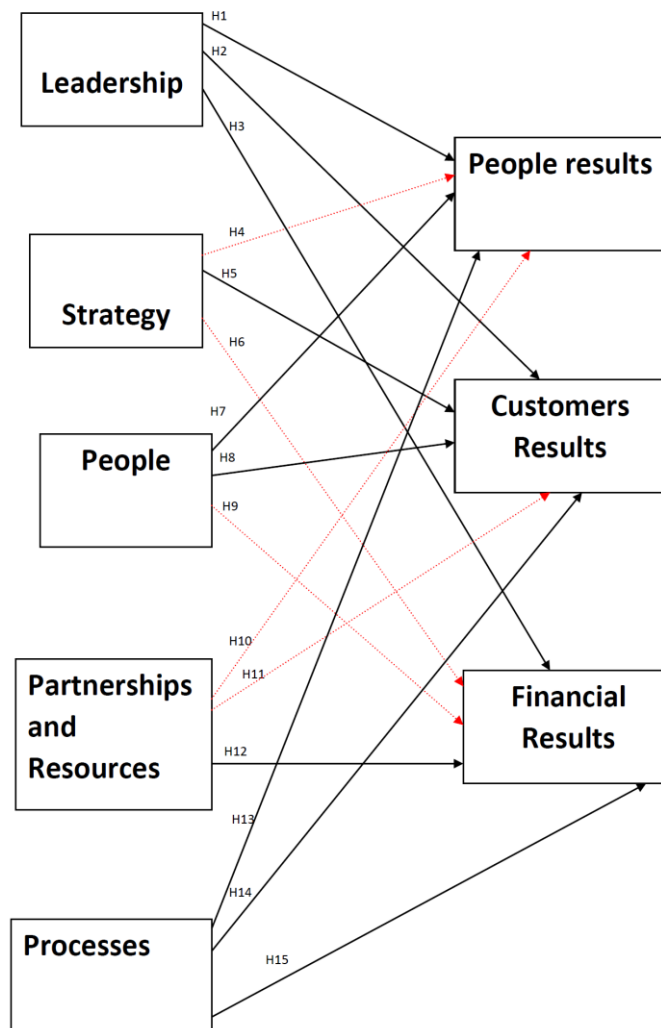 H1
Leadership
H2
H3
People results
H4
Strategy
H5
H6
Customers
Results
H7
People
H8
H9
H10
H11
Partnerships
and
Resources
Financial
Results
H12
H13
H14
Processes
H15